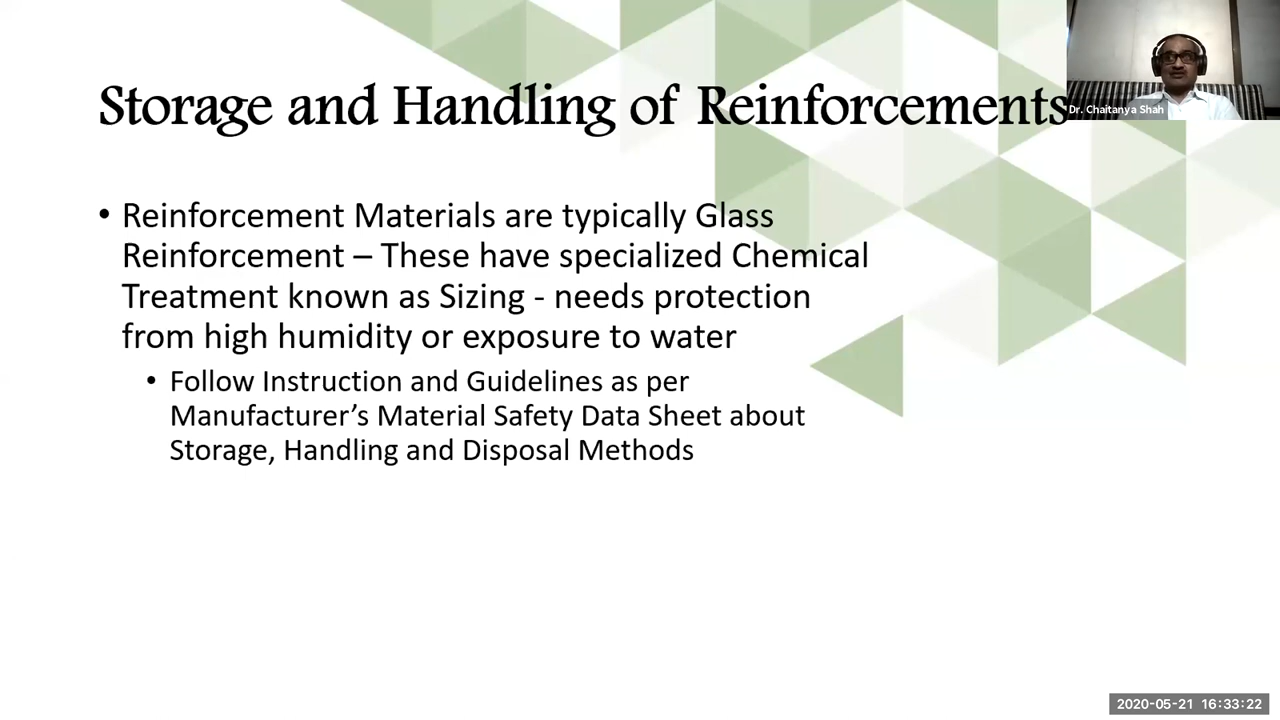 Storage and Handling of Reinforcements
Dr. Chaitanya Shah
• Reinforcement Materials are typically Glass
Reinforcement – These have specialized Chemical
Treatment known as Sizing - needs protection
from high humidity or exposure to water
• Follow Instruction and Guidelines as per
Manufacturer’s Material Safety Data Sheet about
Storage, Handling and Disposal Methods
2020-05-21 16:33:22